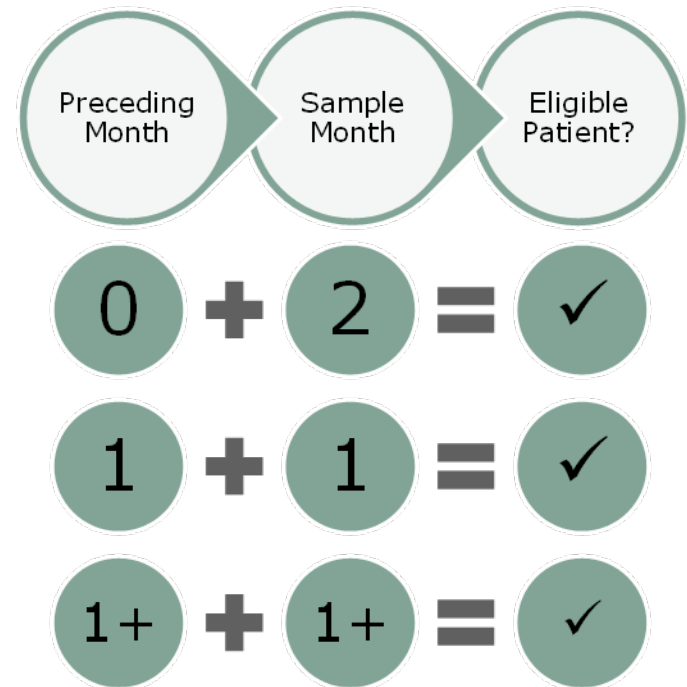 Preceding
Month
Sample
Month
Eligible
Patient?
0 + 2 = ✓
1 + 1 = ✓
1+ + 1+ = ✓